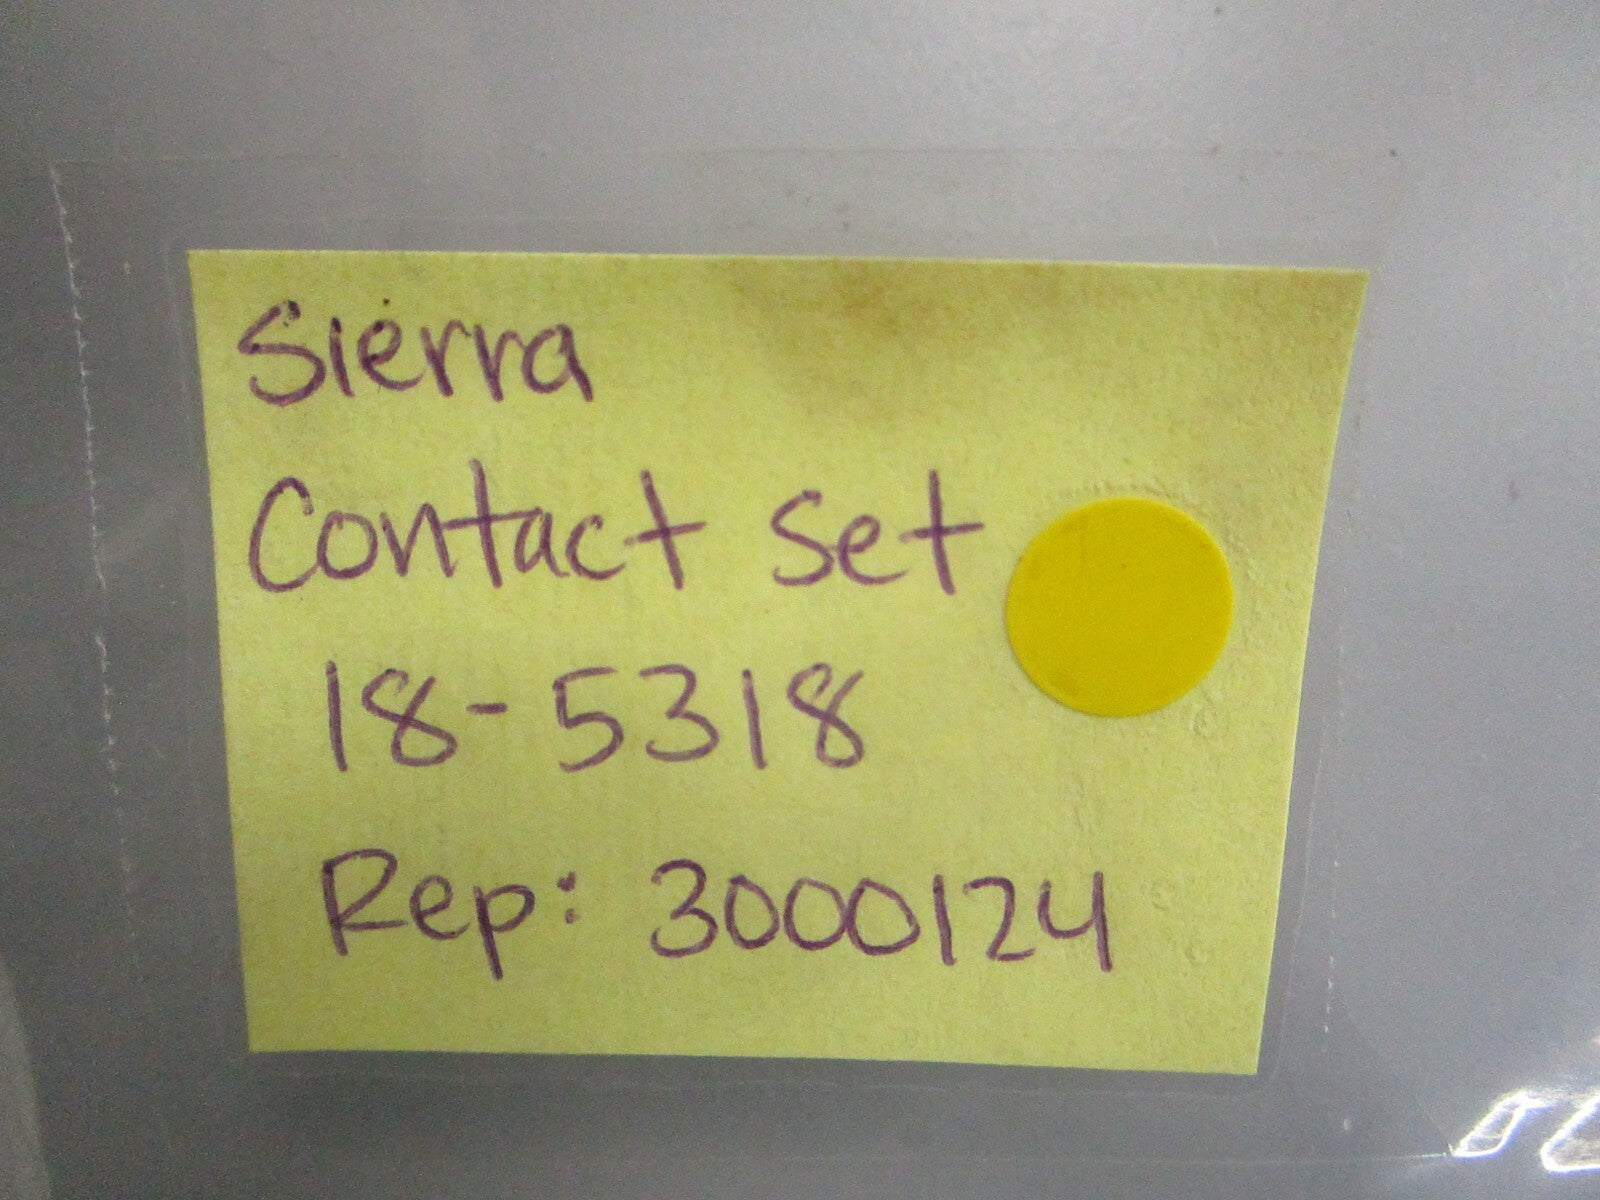 Sierra
Contact set
18-5318
Rep: 3000124